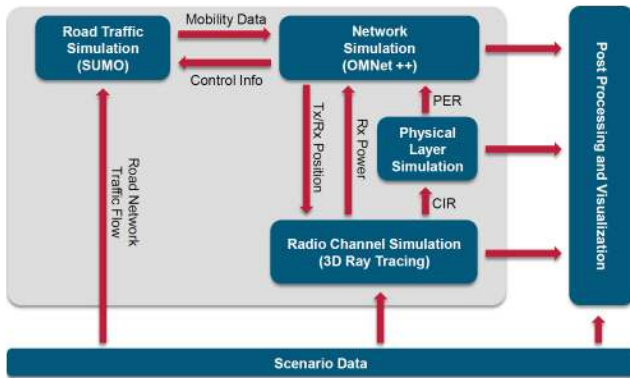 Road Traffic
Simulation
(SUMO)
Mobility Data
Control Info
Network
Simulation
(OMNet ++)
Tx/Rx Position
Rx Power
PER
Physical
Layer
Simulation
CIR
Radio Channel Simulation
(3D Ray Tracing)
Road Network
Traffic Flow
Post Processing and Visualization
Scenario Data